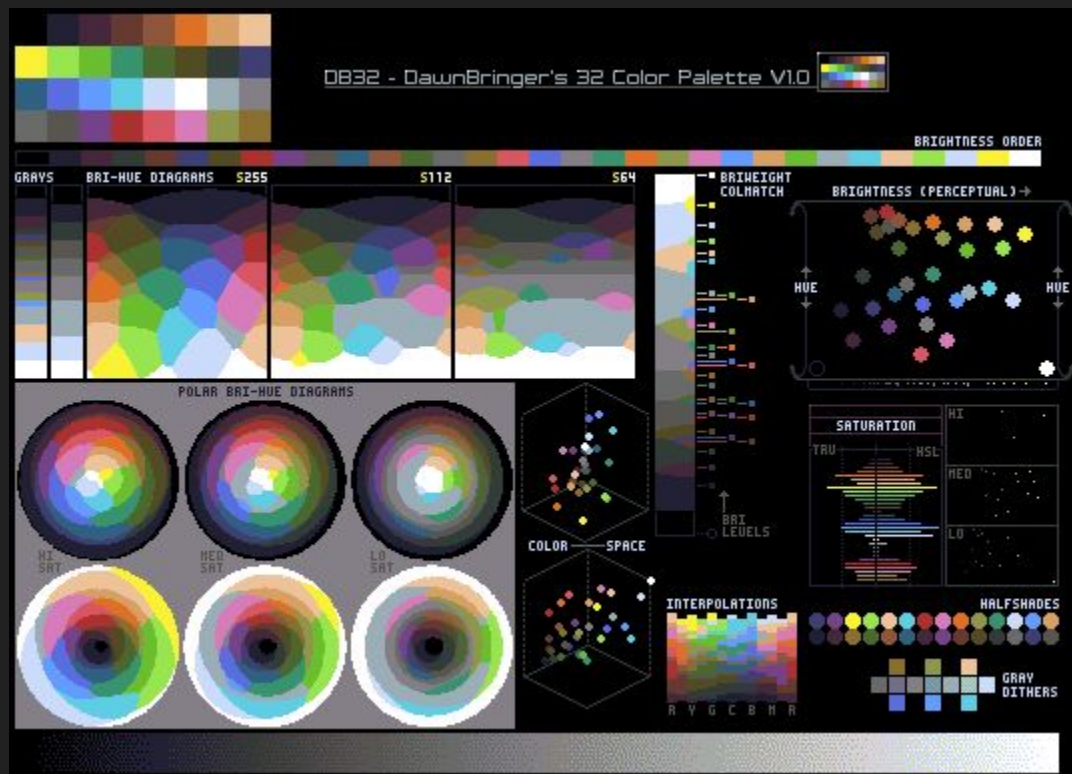 DB32 - DawnBringer's 32 Color Palette V1.0
BRIGHTNESS ORDER
GRAYS
BRI-HUE DIAGRAMS S255
S112
S64
BRIWEIGHT
COLMATCH
BRIGHTNESS (PERCEPTUAL)→
HUE
HUE
POLAR BRI-HUE DIAGRAMS
SATURATION
TRU
HSL
HI
MED
LO
BRI
LEVELS
COLOR SPACE
HI
SAT
MED
SAT
LO
SAT
INTERPOLATIONS
R Y G C B M R
HALFSHADES
GRAY
DITHERS